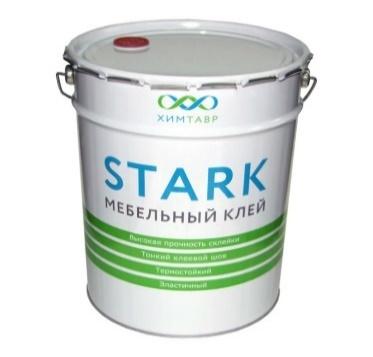 ХИМТАВР
STARK
МЕБЕЛЬНЫЙ КЛЕЙ
Высокая прочность склейки
Тонкий клеевой шов
Термостойкий
Эластичный